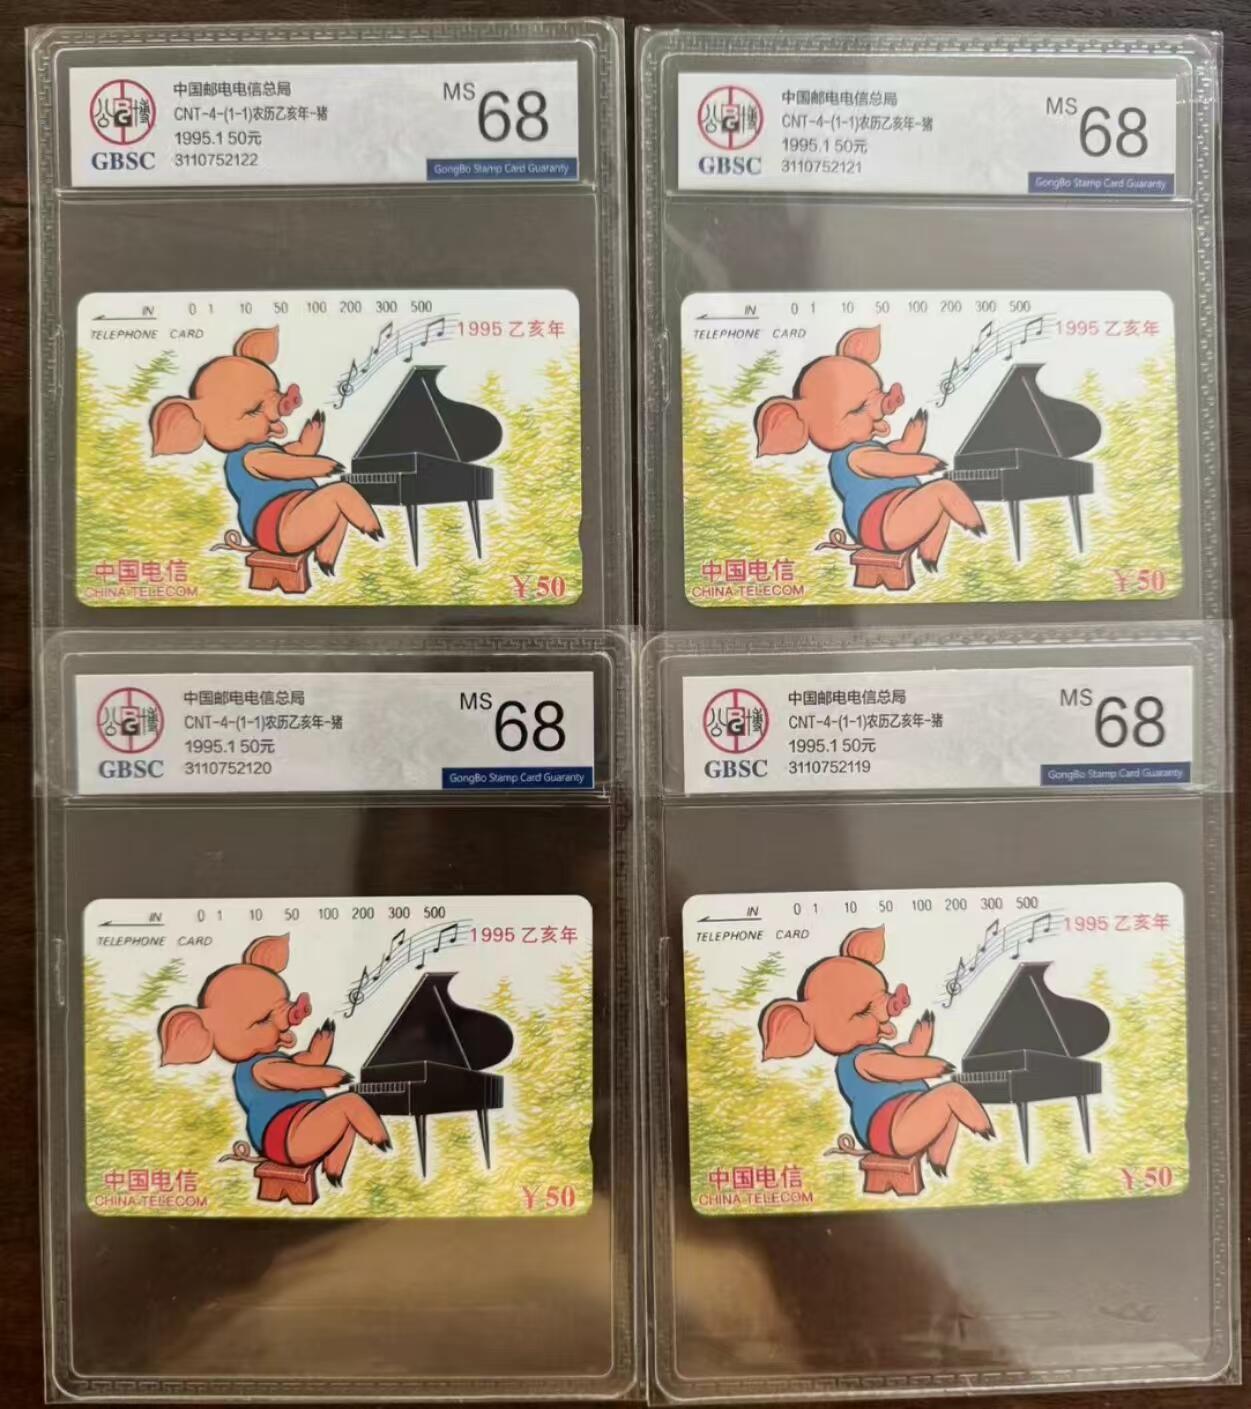 中国邮电电信总局
CNT-4-(1-1)农历乙亥年-猪
1995.1 50元
3110752122
GBSC
MS 68
GongBo Stamp Card Guaranty
IN 0 1 10 50 100 200 300 500
TELEPHONE CARD
1995 乙亥年
中国电信
CHINA TELECOM
¥50
中国邮电电信总局
CNT-4-(1-1)农历乙亥年-猪
1995.1 50元
3110752121
GBSC
MS 68
GongBo Stamp Card Guaranty
IN 0 1 10 50 100 200 300 500
TELEPHONE CARD
1995 乙亥年
中国电信
CHINA TELECOM
¥50
中国邮电电信总局
CNT-4-(1-1)农历乙亥年-猪
1995.1 50元
3110752120
GBSC
MS 68
GongBo Stamp Card Guaranty
IN 0 1 10 50 100 200 300 500
TELEPHONE CARD
1995 乙亥年
中国电信
CHINA TELECOM
¥50
中国邮电电信总局
CNT-4-(1-1)农历乙亥年-猪
1995.1 50元
3110752119
GBSC
MS 68
GongBo Stamp Card Guaranty
IN 0 1 10 50 100 200 300 500
TELEPHONE CARD
1995 乙亥年
中国电信
CHINA TELECOM
¥50